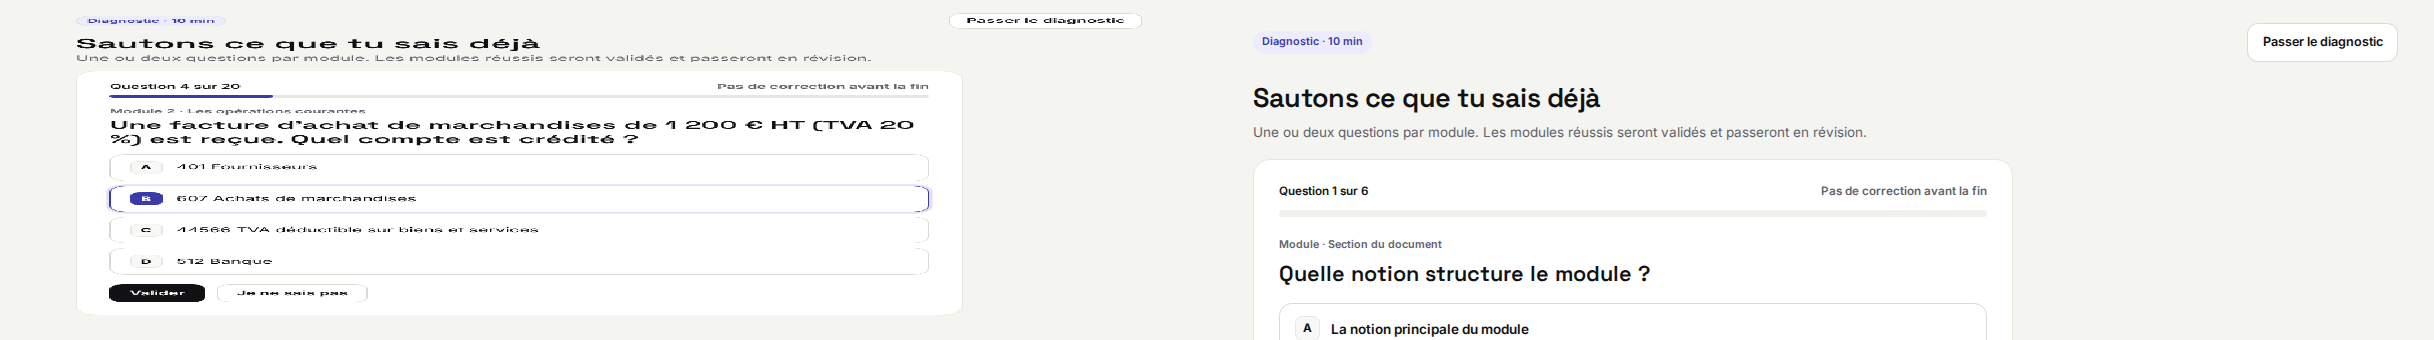 Diagnostic · 10 min
Passer le diagnostic
Sautons ce que tu sais déjà
Une ou deux questions par module. Les modules réussis seront validés et passeront en révision.
Question 4 sur 20
Pas de correction avant la fin
Module 2 · Les opérations courantes
Une facture d'achat de marchandises de 1 200 € HT (TVA 20
%) est reçue. Quel compte est crédité ?
A 401 Fournisseurs
B 607 Achats de marchandises
C 44566 TVA déductible sur biens et services
D 512 Banque
Valider
Je ne sais pas
Diagnostic · 10 min
Passer le diagnostic
Sautons ce que tu sais déjà
Une ou deux questions par module. Les modules réussis seront validés et passeront en révision.
Question 1 sur 6
Pas de correction avant la fin
Module · Section du document
Quelle notion structure le module ?
A La notion principale du module